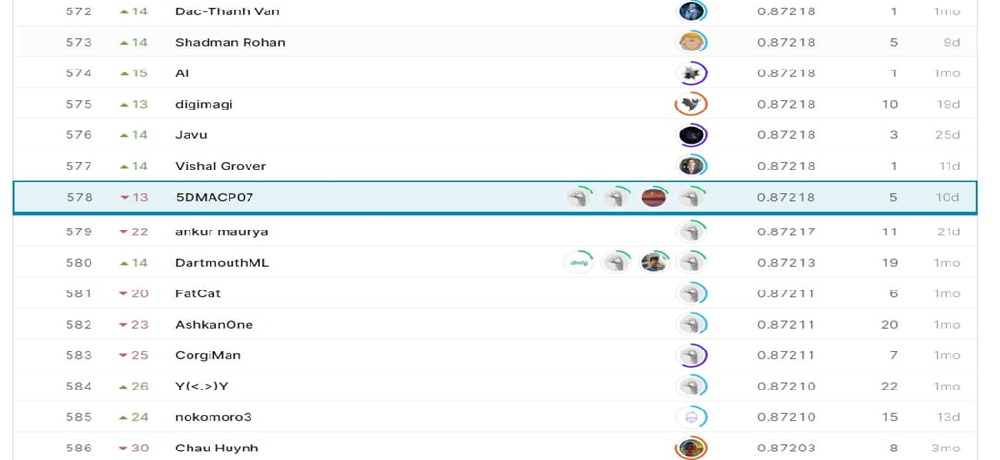 572 ▲ 14 Dac-Thanh Van 0.87218 1 1mo
573 ▲ 14 Shadman Rohan 0.87218 5 9d
574 ▲ 15 AI 0.87218 1 1mo
575 ▲ 13 digimagi 0.87218 10 19d
576 ▲ 14 Javu 0.87218 3 25d
577 ▲ 14 Vishal Grover 0.87218 1 11d
578 ▼ 13 5DMACP07 0.87218 5 10d
579 ▼ 22 ankur maurya 0.87217 11 21d
580 ▲ 14 DartmouthML 0.87213 19 1mo
581 ▼ 20 FatCat 0.87211 6 1mo
582 ▼ 23 AshkanOne 0.87211 20 1mo
583 ▼ 25 CorgiMan 0.87211 7 1mo
584 ▲ 26 Y(<.>)Y 0.87210 22 1mo
585 ▲ 24 nokomoro3 0.87210 15 13d
586 ▼ 30 Chau Huynh 0.87203 8 3mo